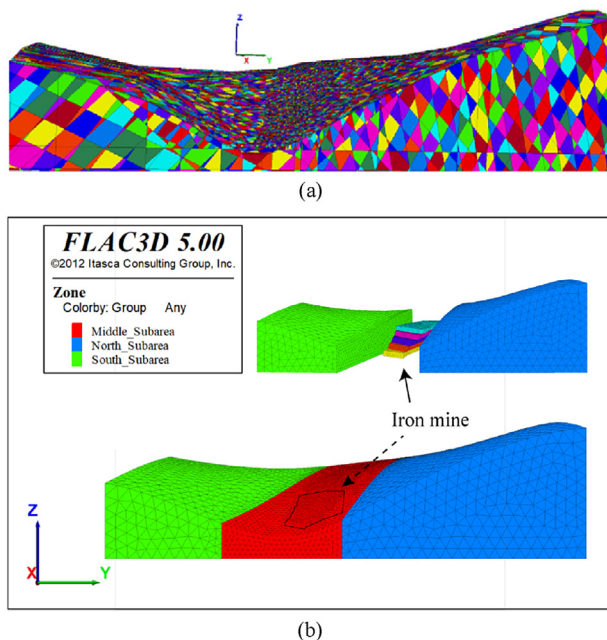 Z
X
Y
(a)
FLAC3D 5.00
©2012 Itasca Consulting Group, Inc.
Zone
Colorby: Group Any
Middle_Subarea
North_Subarea
South_Subarea
Iron mine
Z
X
Y
(b)